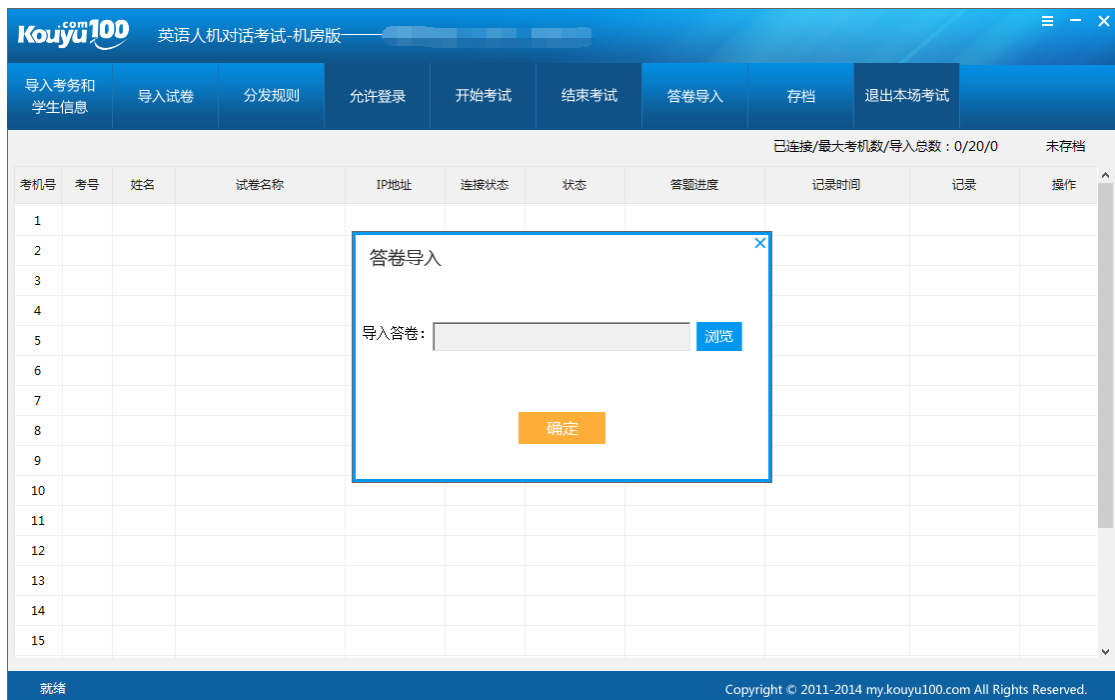 Kouyu100.com
英语人机对话考试-机房版——
导入考务和
学生信息
导入试卷
分发规则
允许登录
开始考试
结束考试
答卷导入
存档
退出本场考试
已连接/最大考机数/导入总数：0/20/0 未存档
考机号 考号 姓名 试卷名称 IP地址 连接状态 状态 答题进度 记录时间 记录 操作
1
2
3
4
5
6
7
8
9
10
11
12
13
14
15
答卷导入
导入答卷： 浏览
确定
就绪
Copyright © 2011-2014 my.kouyu100.com All Rights Reserved.